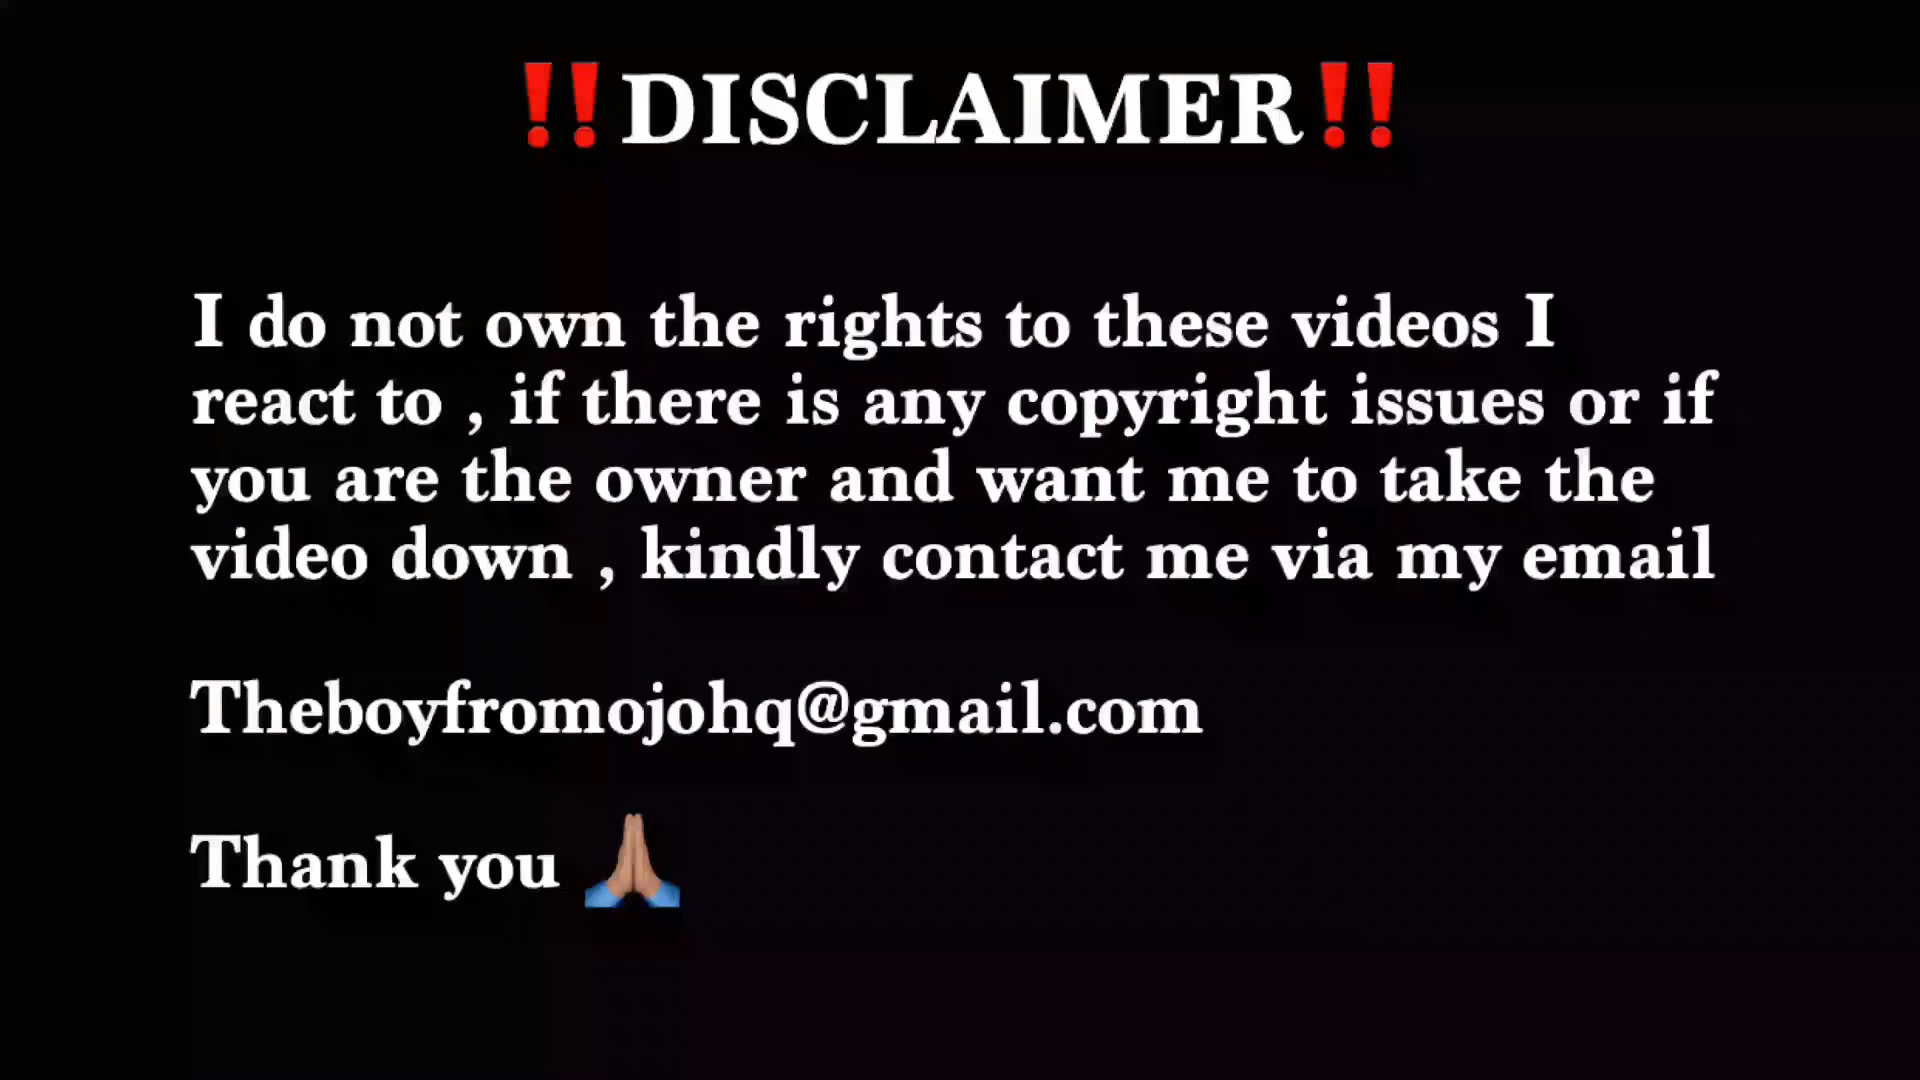 ‼️DISCLAIMER‼️
I do not own the rights to these videos I
react to , if there is any copyright issues or if
you are the owner and want me to take the
video down , kindly contact me via my email
Theboyfromojohq@gmail.com
Thank you 🙏🏽